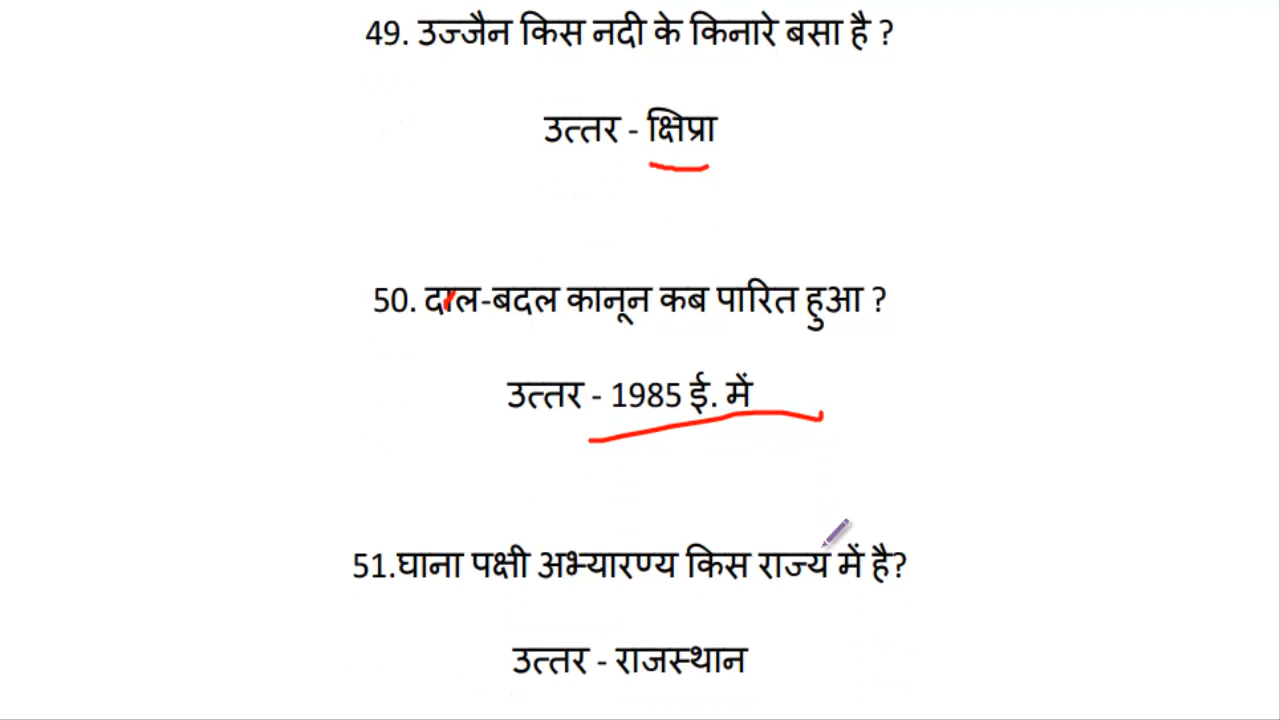 49. उज्जैन किस नदी के किनारे बसा है ?
उत्तर - क्षिप्रा
50. दाल-बदल कानून कब पारित हुआ ?
उत्तर - 1985 ई. में
51.घाना पक्षी अभ्यारण्य किस राज्य में है?
उत्तर - राजस्थान